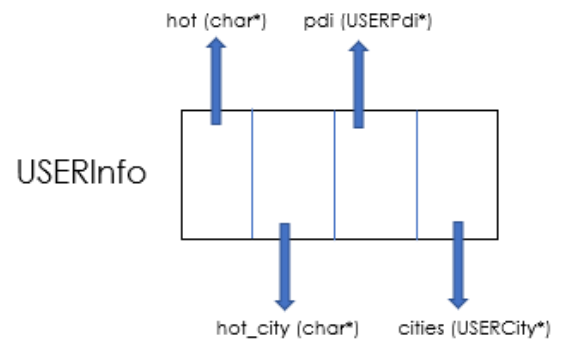 hot (char*) pdi (USERPdi*)
USERInfo
hot_city (char*) cities (USERCity*)